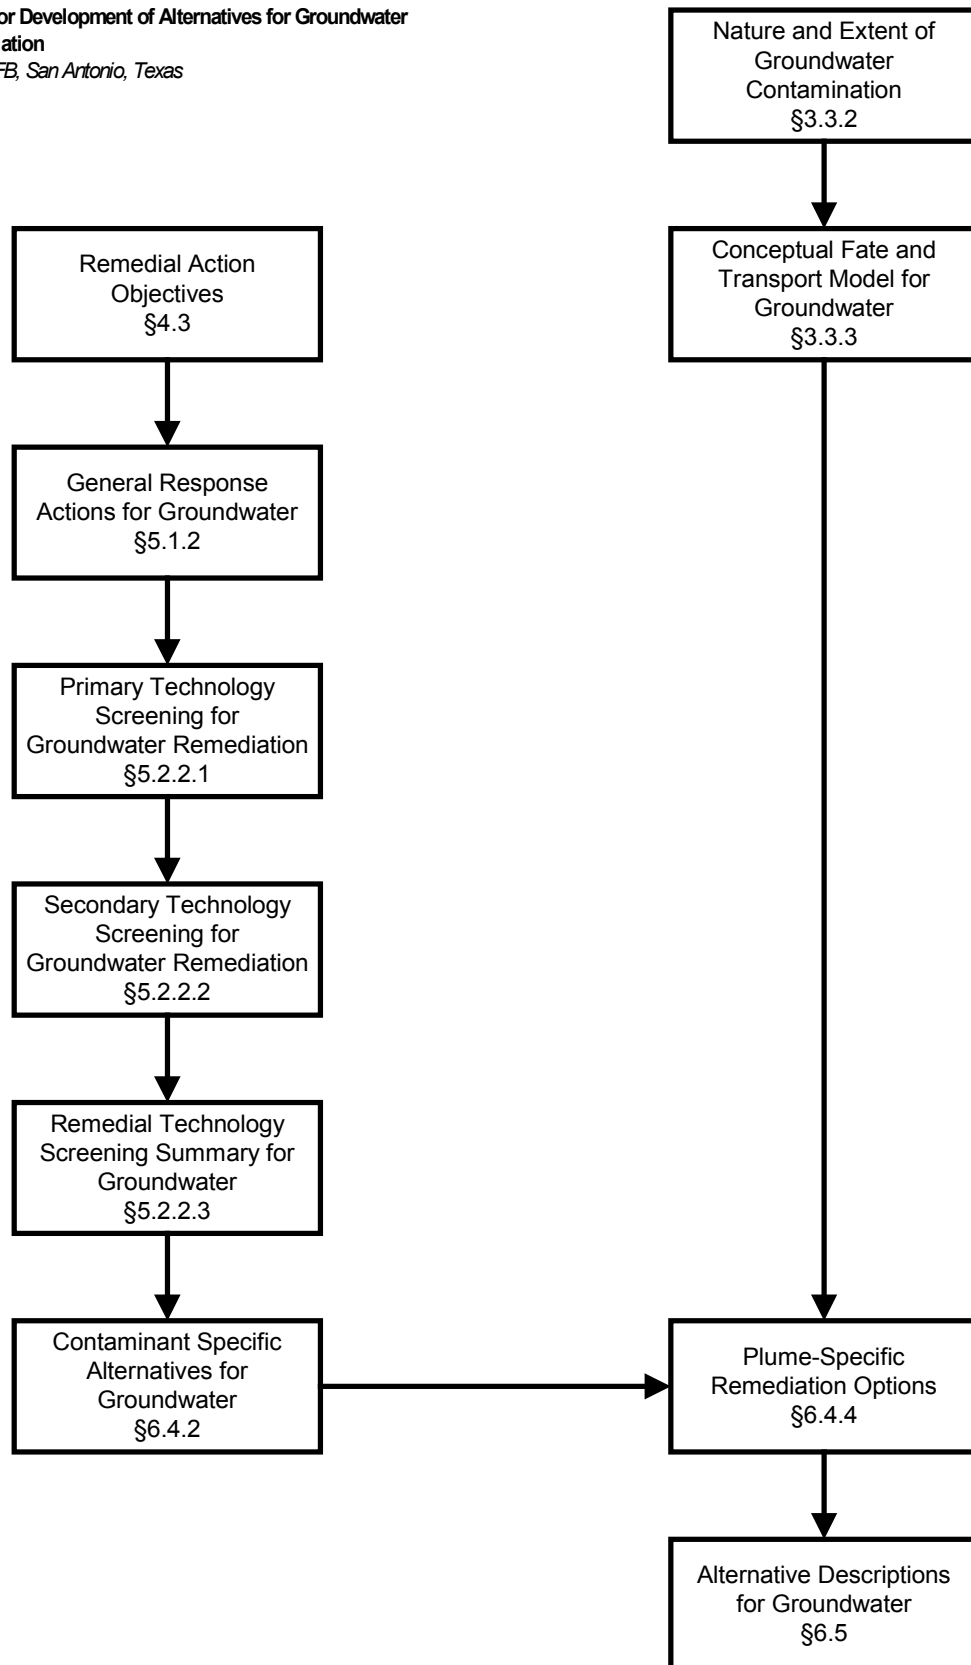 or Development of Alternatives for Groundwater
ation
FB, San Antonio, Texas
Nature and Extent of
Groundwater
Contamination
§3.3.2
Remedial Action
Objectives
§4.3
Conceptual Fate and
Transport Model for
Groundwater
§3.3.3
General Response
Actions for Groundwater
§5.1.2
Primary Technology
Screening for
Groundwater Remediation
§5.2.2.1
Secondary Technology
Screening for
Groundwater Remediation
§5.2.2.2
Remedial Technology
Screening Summary for
Groundwater
§5.2.2.3
Contaminant Specific
Alternatives for
Groundwater
§6.4.2
Plume-Specific
Remediation Options
§6.4.4
Alternative Descriptions
for Groundwater
§6.5